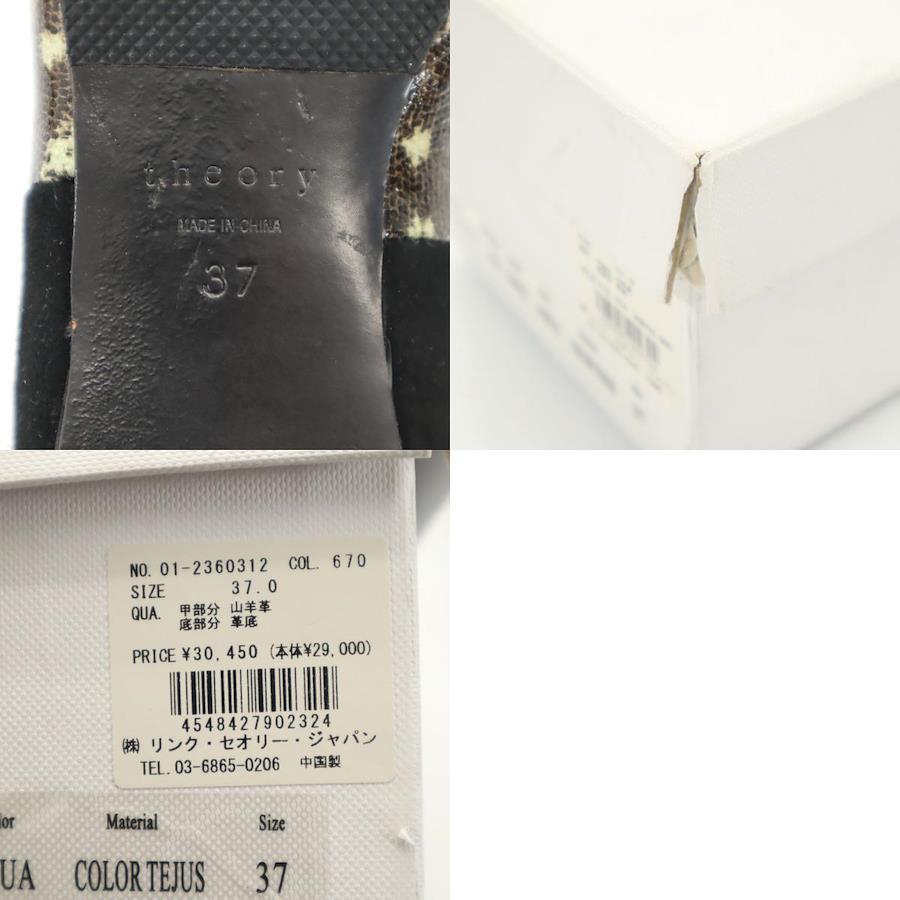 theory
MADE IN CHINA
37
NO. 01-2360312 COL. 670
SIZE 37.0
QUA. 甲部分 山羊革
底部分 革底
PRICE ¥30,450 (本体¥29,000)
4548427902324
㈱ リンク・セオリー・ジャパン
TEL. 03-6865-0206 中国製
lor Material Size
UA COLOR TEJUS 37